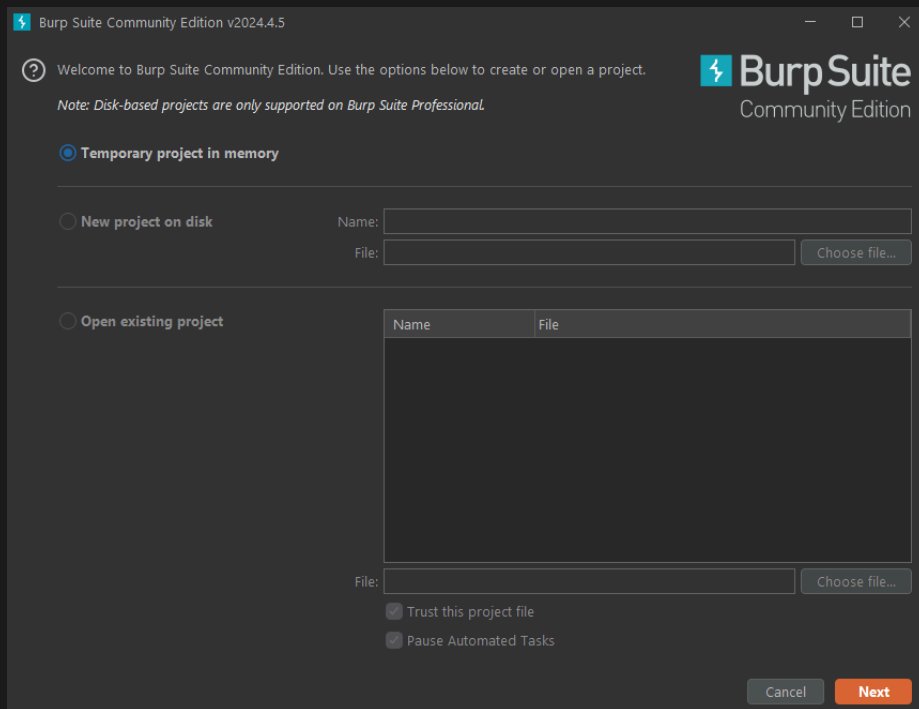 Burp Suite Community Edition v2024.4.5
Welcome to Burp Suite Community Edition. Use the options below to create or open a project.
Note: Disk-based projects are only supported on Burp Suite Professional.
Burp Suite
Community Edition
Temporary project in memory
New project on disk
Name:
File:
Choose file...
Open existing project
Name
File
File:
Choose file...
Trust this project file
Pause Automated Tasks
Cancel
Next